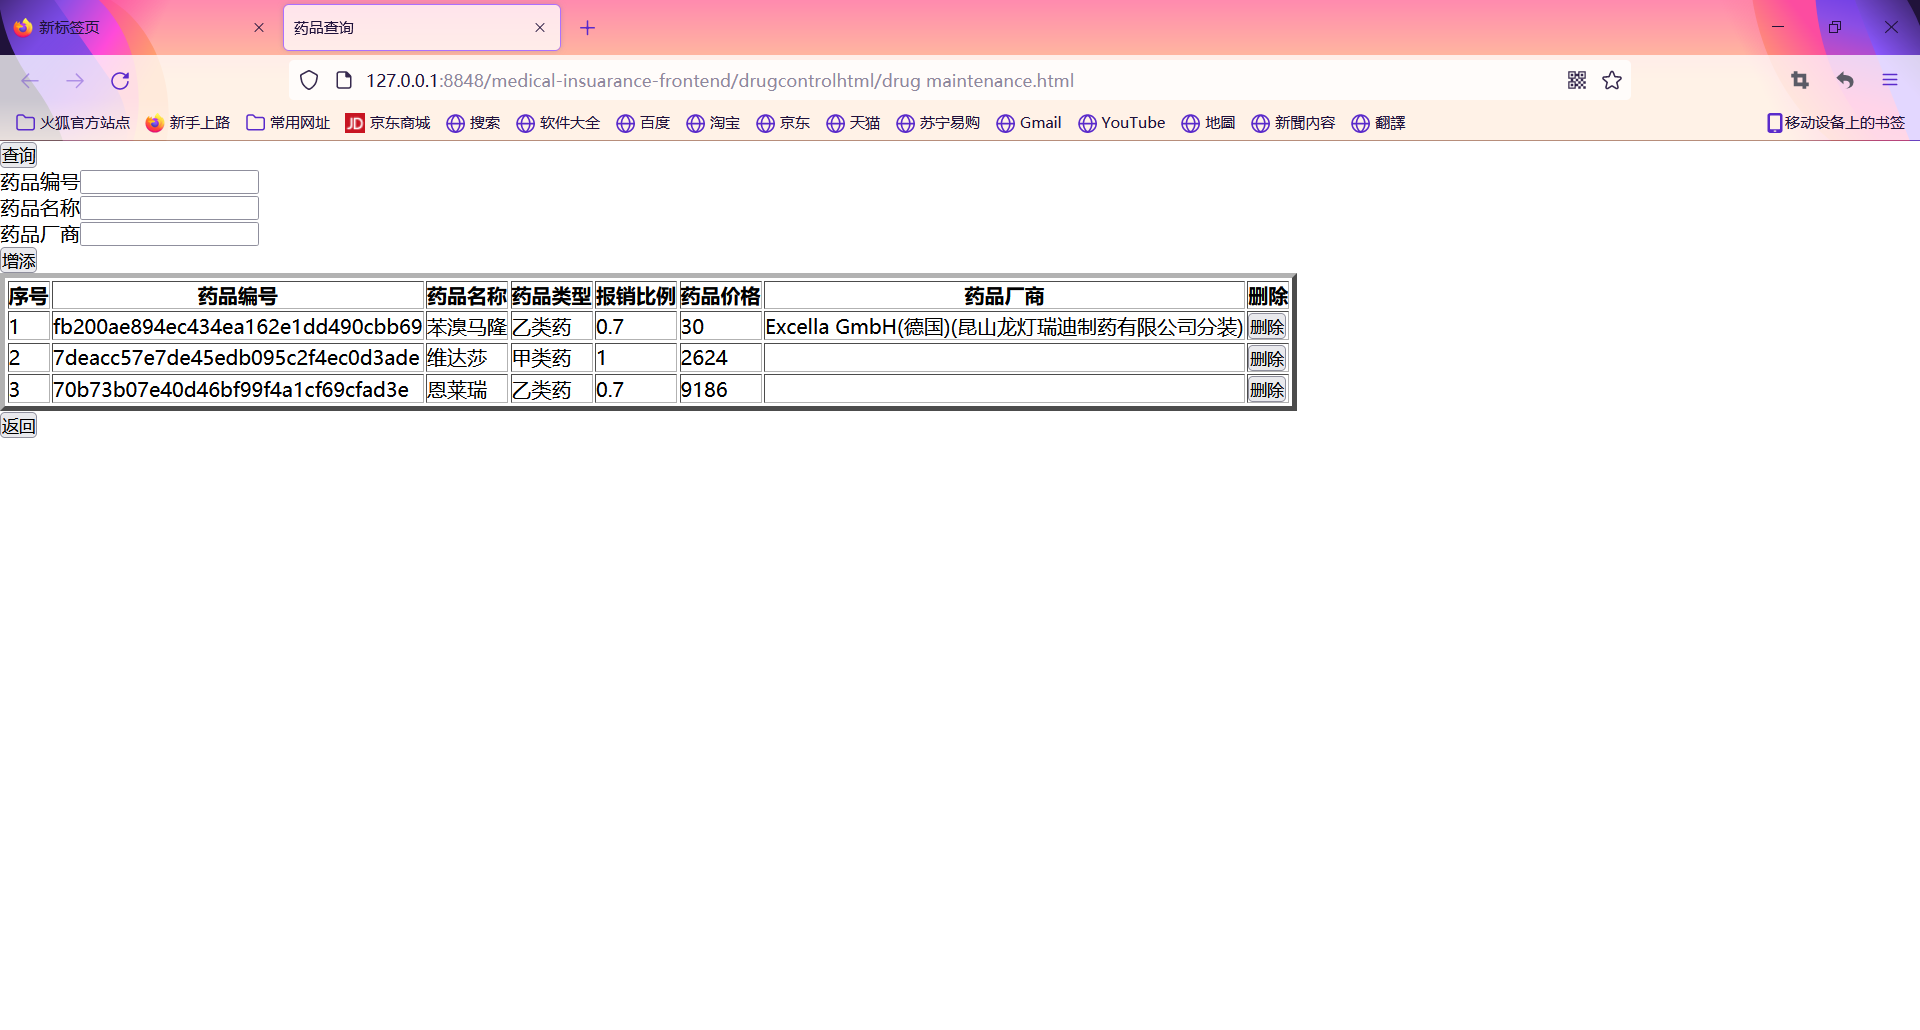 新标签页
药品查询
127.0.0.1:8848/medical-insuarance-frontend/drugcontrolhtml/drug maintenance.html
火狐官方站点 新手上路 常用网址 JD 京东商城 搜索 软件大全 百度 淘宝 京东 天猫 苏宁易购 Gmail YouTube 地圖 新聞內容 翻譯 移动设备上的书签
查询
药品编号
药品名称
药品厂商
增添
序号 药品编号 药品名称 药品类型 报销比例 药品价格 药品厂商 删除
1 fb200ae894ec434ea162e1dd490cbb69 苯溴马隆 乙类药 0.7 30 Excella GmbH(德国)(昆山龙灯瑞迪制药有限公司分装) 删除
2 7deacc57e7de45edb095c2f4ec0d3ade 维达莎 甲类药 1 2624 删除
3 70b73b07e40d46bf99f4a1cf69cfad3e 恩莱瑞 乙类药 0.7 9186 删除
返回